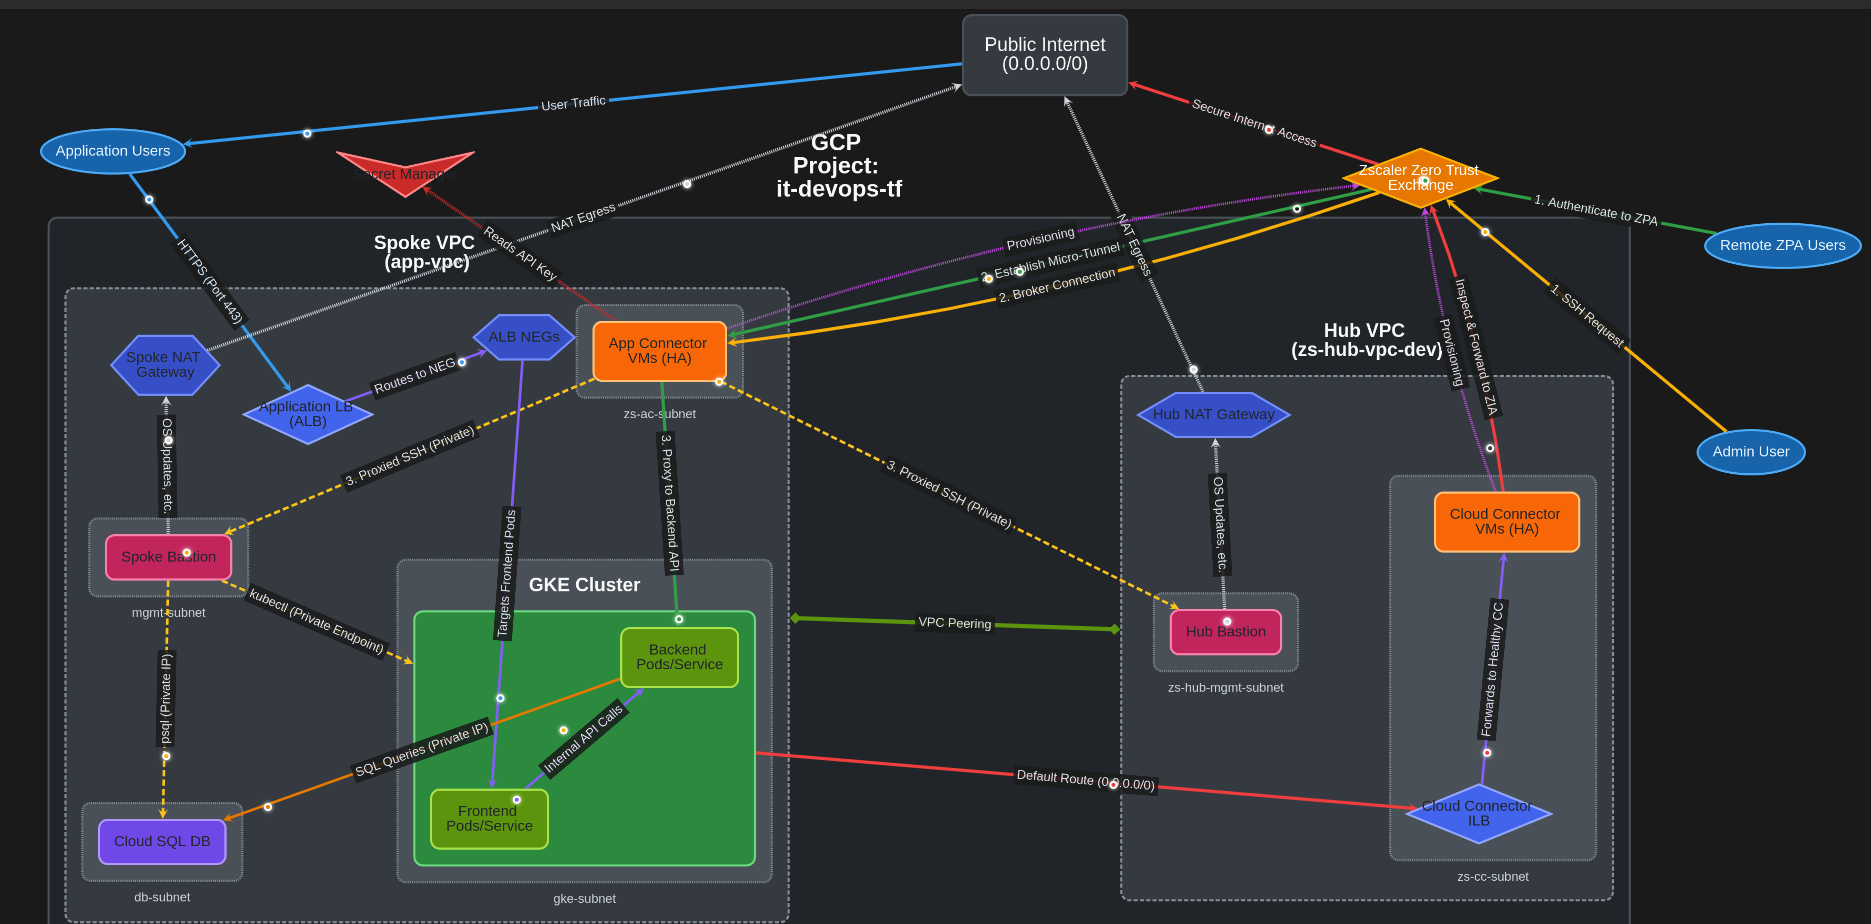 Public Internet
(0.0.0.0/0)
User Traffic
Secure Internet Access
Application Users
Secret Manager
GCP
Project:
it-devops-tf
Zscaler Zero Trust
Exchange
1. Authenticate to ZPA
Remote ZPA Users
NAT Egress
Reads API Key
Provisioning
2. Establish Micro-Tunnel
2. Broker Connection
NAT Egress
Spoke VPC
(app-vpc)
HTTPS (Port 443)
Hub VPC
(zs-hub-vpc-dev)
Provisioning
Inspect & Forward to ZIA
1. SSH Request
Spoke NAT
Gateway
ALB NEGs
App Connector
VMs (HA)
Routes to NEG
Application LB
(ALB)
zs-ac-subnet
Hub NAT Gateway
Admin User
OS Updates, etc.
3. Proxied SSH (Private)
3. Proxy to Backend API
3. Proxied SSH (Private)
OS Updates, etc.
Cloud Connector
VMs (HA)
Spoke Bastion
mgmt-subnet
kubectl (Private Endpoint)
Targets Frontend Pods
GKE Cluster
VPC Peering
Hub Bastion
zs-hub-mgmt-subnet
Forwards to Healthy CC
psql (Private IP)
Backend
Pods/Service
SQL Queries (Private IP)
Internal API Calls
Default Route (0.0.0.0/0)
Frontend
Pods/Service
Cloud Connector
ILB
Cloud SQL DB
db-subnet
gke-subnet
zs-cc-subnet